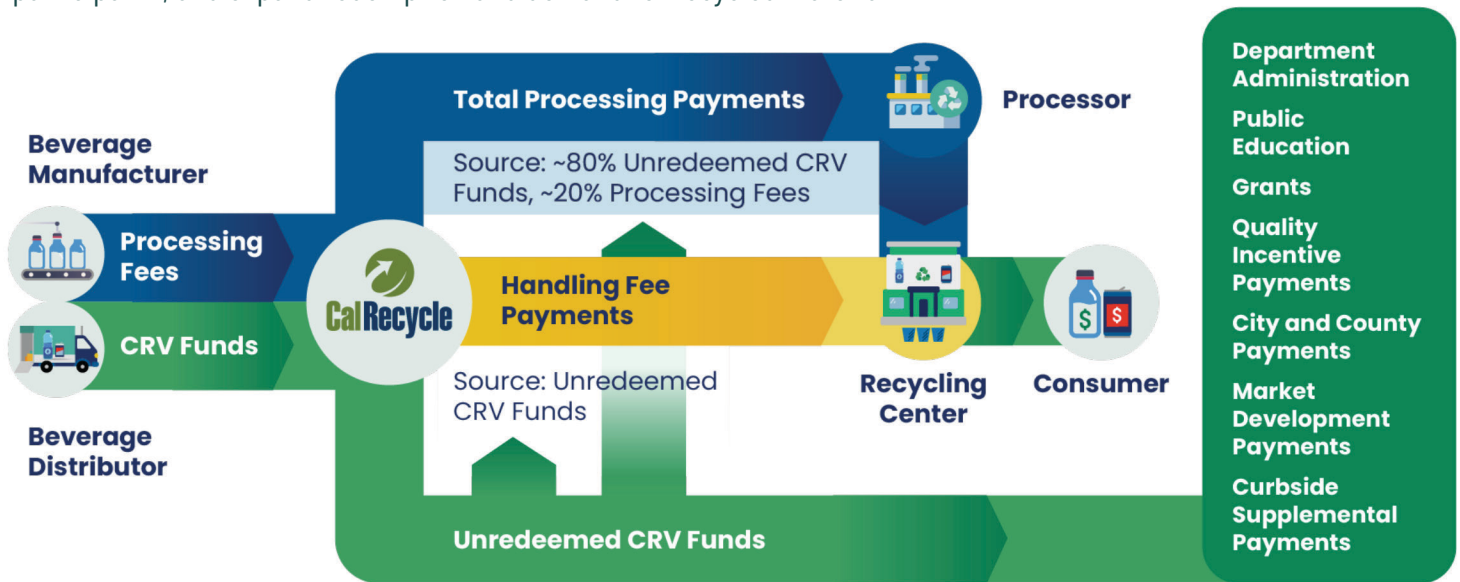 Total Processing Payments
Processor
Source: ~80% Unredeemed CRV
Funds, ~20% Processing Fees
Beverage
Manufacturer
Processing
Fees
CRV Funds
Beverage
Distributor
CalRecycle
Handling Fee
Payments
Source: Unredeemed
CRV Funds
Recycling
Center
$ $
Consumer
Unredeemed CRV Funds
Department
Administration
Public
Education
Grants
Quality
Incentive
Payments
City and County
Payments
Market
Development
Payments
Curbside
Supplemental
Payments